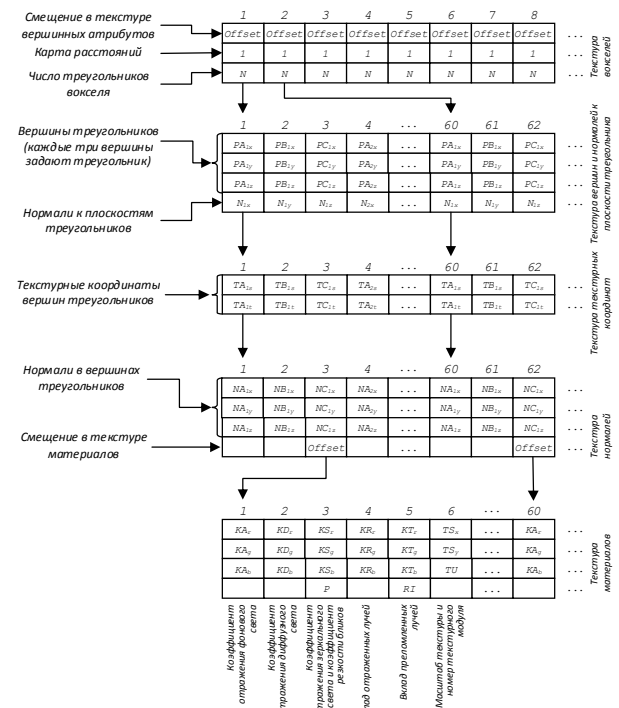 1 2 3 4 5 6 7 8
Смещение в текстуре
вершинных атрибутов
Offset Offset Offset Offset Offset Offset Offset Offset ...
Карта расстояний
1 1 1 1 1 1 1 1 ...
Число треугольников
вокселя
N N N N N N N N ...
Текстура
вокселей
1 2 3 4 ... 60 61 62
Вершины треугольников
(каждые три вершины
задают треугольник)
PA1x PB1x PC1x PA2x ... PA1x PB1x PC1x ...
PA1y PB1y PC1y PA2y ... PA1y PB1y PC1y ...
PA1z PB1z PC1z PA2z ... PA1z PB1z PC1z ...
Нормали к плоскостям
треугольников
N1x N1y N1z N2x ... N1x N1y N1z ...
Текстура вершин и нормалей к
плоскости треугольника
1 2 3 4 ... 60 61 62
Текстурные координаты
вершин треугольников
TA1s TB1s TC1s TA2s ... TA1s TB1s TC1s ...
TA1t TB1t TC1t TA2t ... TA1t TB1t TC1t ...
Текстура текстурных
координат
1 2 3 4 ... 60 61 62
Нормали в вершинах
треугольников
NA1x NB1x NC1x NA2x ... NA1x NB1x NC1x ...
NA1y NB1y NC1y NA2y ... NA1y NB1y NC1y ...
NA1z NB1z NC1z NA2z ... NA1z NB1z NC1z ...
Смещение в текстуре
материалов
Offset ... Offset ...
Текстура
нормалей
1 2 3 4 5 6 ... 60
KAr KDr KSr KRr KTr TSx ... KAr ...
KAg KDg KSg KRg KTg TSy ... KAg ...
KAb KDb KSb KRb KTb TU ... KAb ...
P RI ... ...
Текстура
материалов
Коэффициент
отражения фонового
света
Коэффициент
тражения диффузного
света
Коэффициент
тражения зеркального
света и коэффициент
резкости бликов
лад отраженных лучей
Вклад преломленных
лучей
Масштаб текстуры и
номер текстурного
модуля